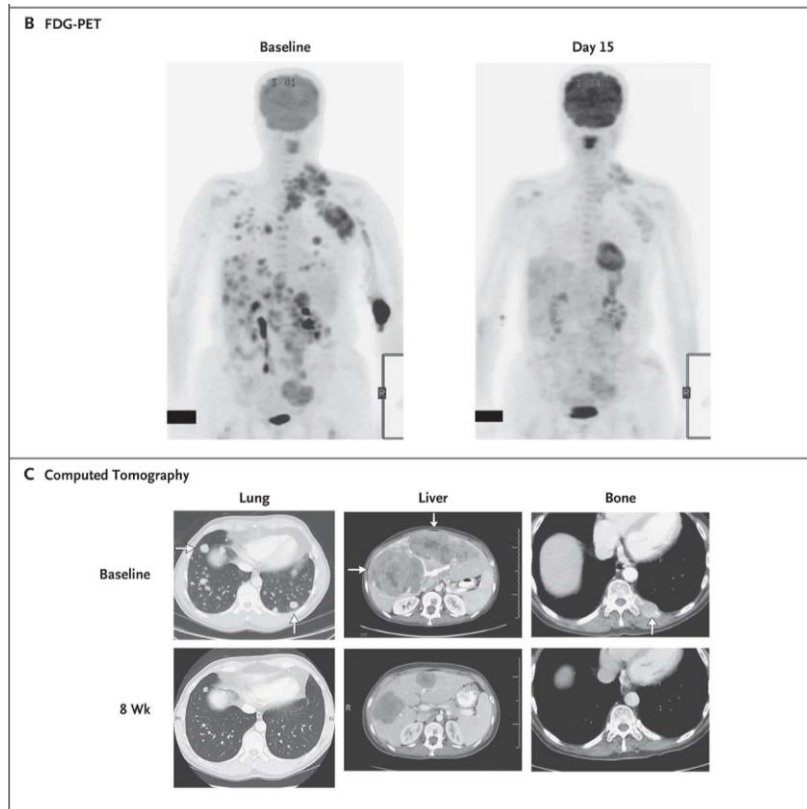 B FDG-PET
Baseline Day 15
C Computed Tomography
Lung Liver Bone
Baseline
8 Wk
R